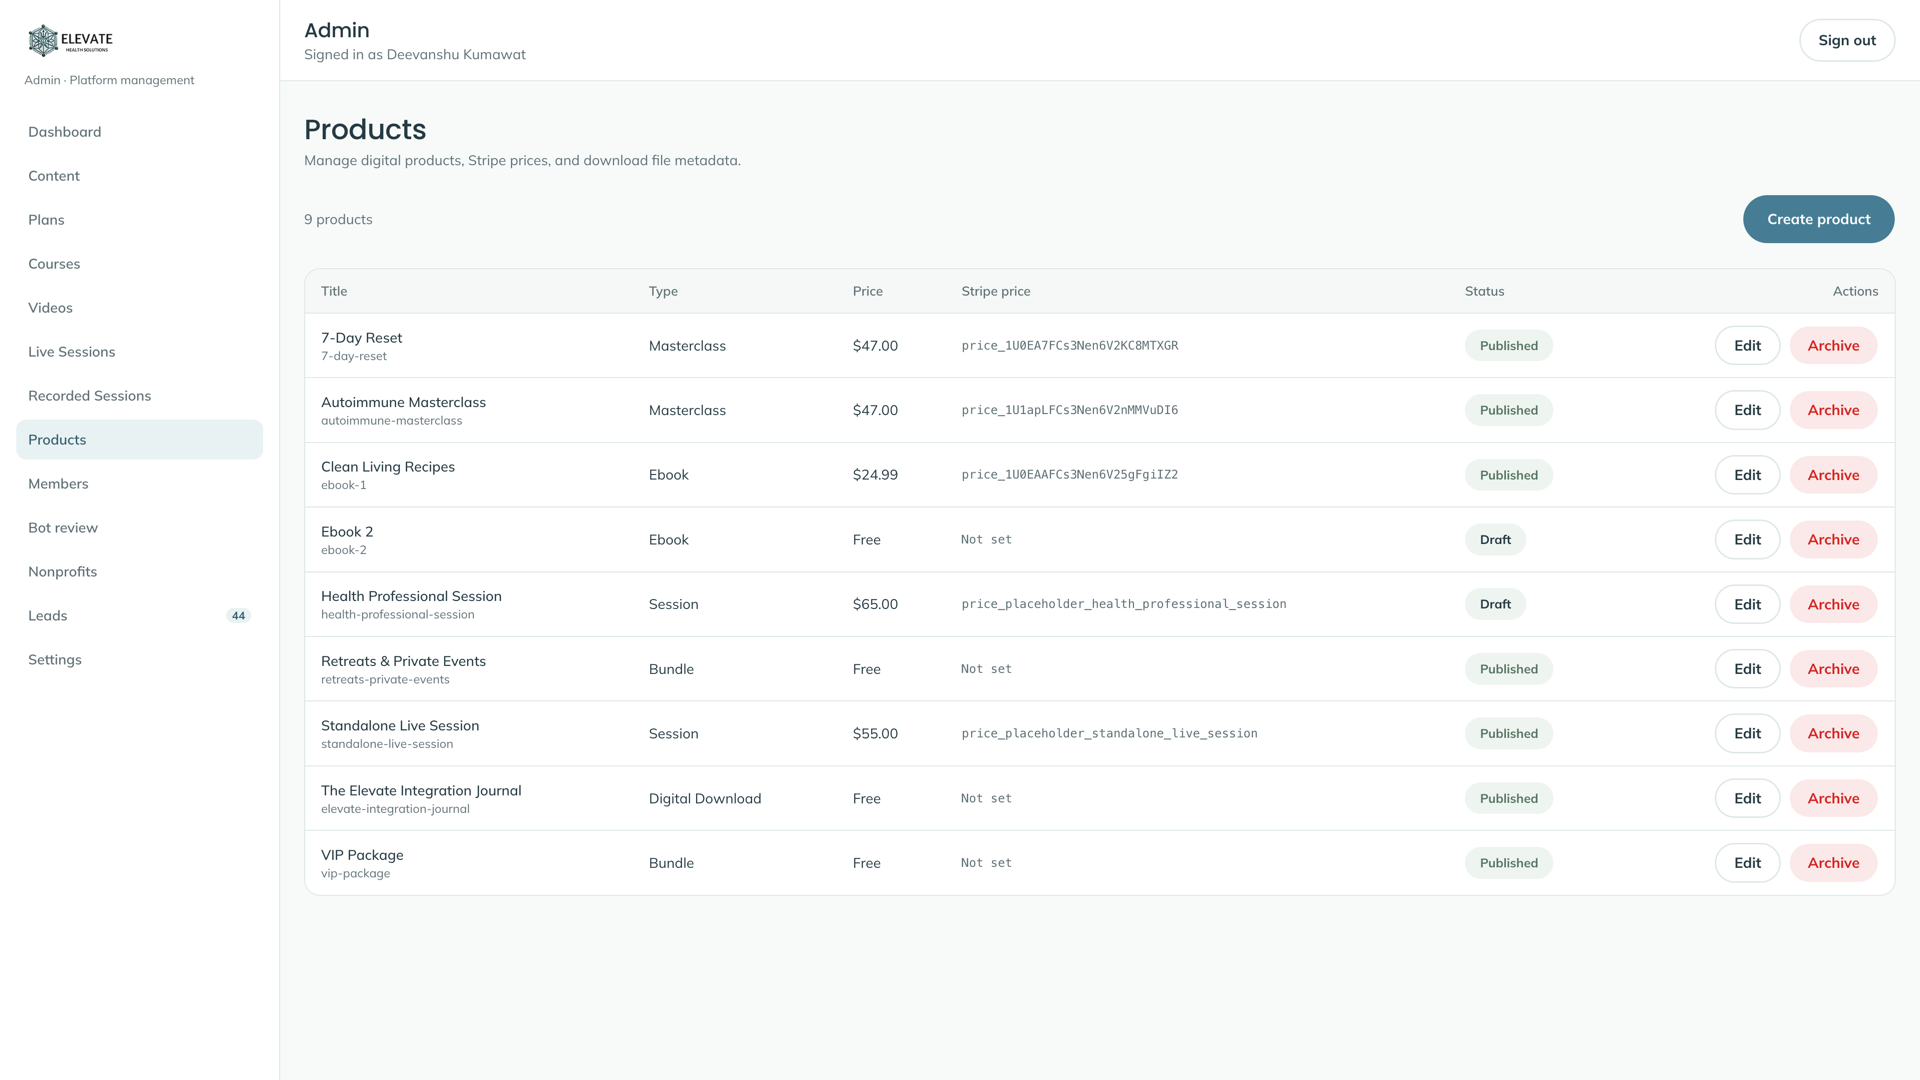 ELEVATE
HEALTH SOLUTIONS
Admin · Platform management
Dashboard
Content
Plans
Courses
Videos
Live Sessions
Recorded Sessions
Products
Members
Bot review
Nonprofits
Leads 44
Settings
Admin
Signed in as Deevanshu Kumawat
Sign out
Products
Manage digital products, Stripe prices, and download file metadata.
9 products
Create product
Title Type Price Stripe price Status Actions
7-Day Reset
7-day-reset
Masterclass $47.00 price_1U0EA7FCs3Nen6V2KC8MTXGR Published Edit Archive
Autoimmune Masterclass
autoimmune-masterclass
Masterclass $47.00 price_1U1apLFCs3Nen6V2nMMVuDI6 Published Edit Archive
Clean Living Recipes
ebook-1
Ebook $24.99 price_1U0EAAFCs3Nen6V25gFgiIZ2 Published Edit Archive
Ebook 2
ebook-2
Ebook Free Not set Draft Edit Archive
Health Professional Session
health-professional-session
Session $65.00 price_placeholder_health_professional_session Draft Edit Archive
Retreats & Private Events
retreats-private-events
Bundle Free Not set Published Edit Archive
Standalone Live Session
standalone-live-session
Session $55.00 price_placeholder_standalone_live_session Published Edit Archive
The Elevate Integration Journal
elevate-integration-journal
Digital Download Free Not set Published Edit Archive
VIP Package
vip-package
Bundle Free Not set Published Edit Archive